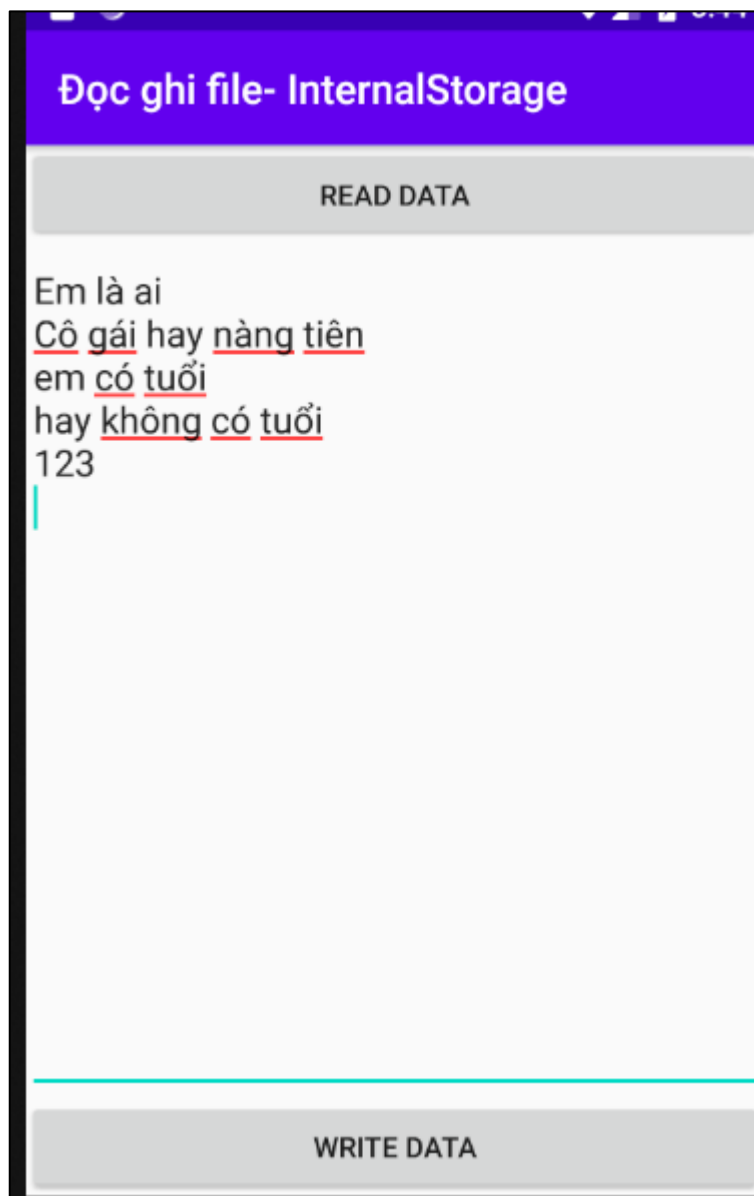 Đọc ghi file- InternalStorage
READ DATA
Em là ai
Cô gái hay nàng tiên
em có tuổi
hay không có tuổi
123
WRITE DATA